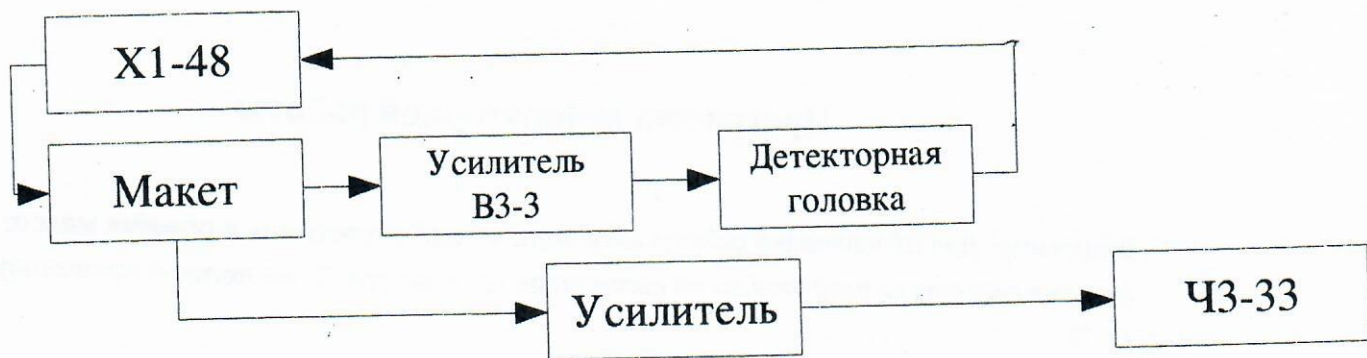 Х1-48
Макет
Усилитель
В3-3
Детекторная
головка
Усилитель
Ч3-33